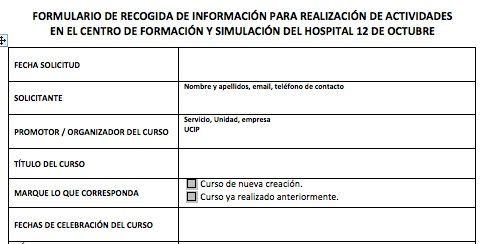 FORMULARIO DE RECOGIDA DE INFORMACIÓN PARA REALIZACIÓN DE ACTIVIDADES
EN EL CENTRO DE FORMACIÓN Y SIMULACIÓN DEL HOSPITAL 12 DE OCTUBRE
FECHA SOLICITUD
SOLICITANTE
Nombre y apellidos, email, teléfono de contacto
PROMOTOR / ORGANIZADOR DEL CURSO
Servicio, Unidad, empresa
UCIP
TÍTULO DEL CURSO
MARQUE LO QUE CORRESPONDA
Curso de nueva creación.
Curso ya realizado anteriormente.
FECHAS DE CELEBRACIÓN DEL CURSO